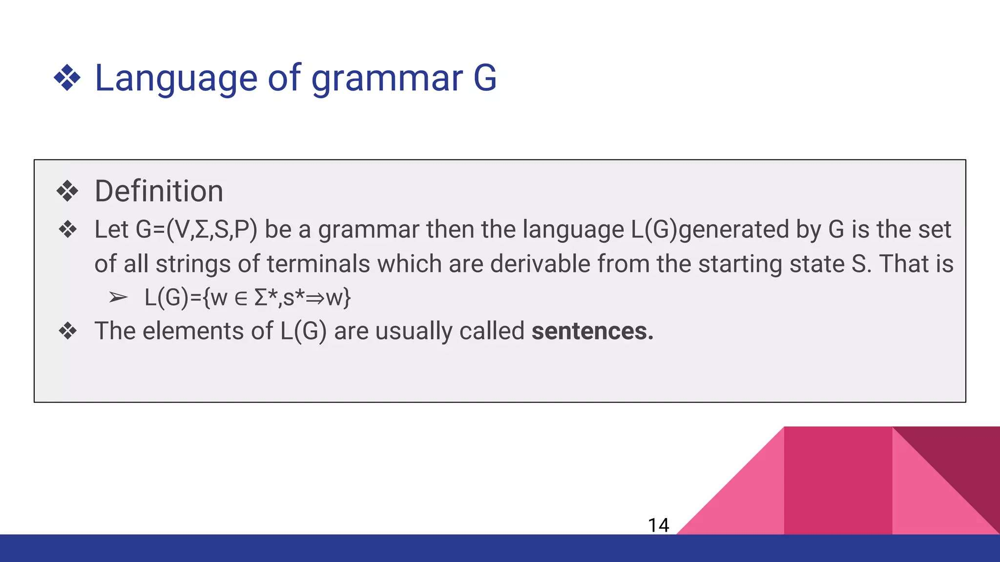 ❖ Language of grammar G
❖ Definition
❖ Let G=(V,Σ,S,P) be a grammar then the language L(G)generated by G is the set
of all strings of terminals which are derivable from the starting state S. That is
➢ L(G)={w ∈ Σ*,s*⇒w}
❖ The elements of L(G) are usually called sentences.
14